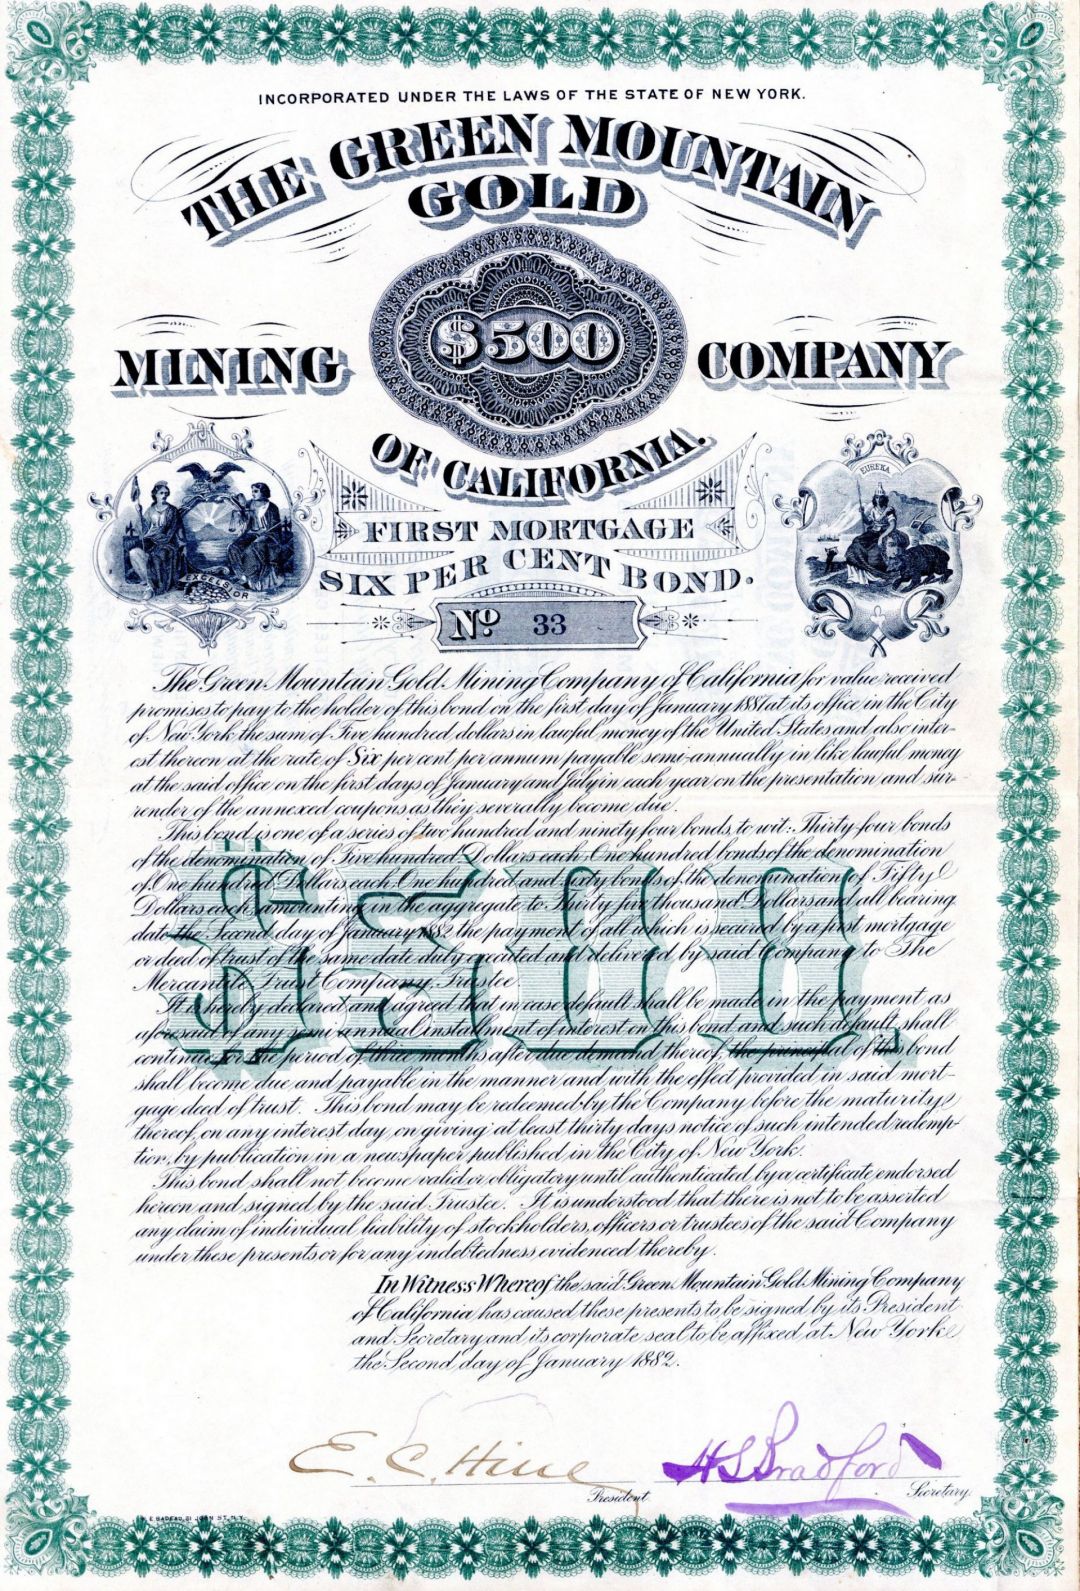 INCORPORATED UNDER THE LAWS OF THE STATE OF NEW YORK.
THE GREEN MOUNTAIN
GOLD
$500
MINING COMPANY
OF CALIFORNIA.
EUREKA
EXCELSIOR
FIRST MORTGAGE
SIX PER CENT BOND.
No 33
The Green Mountain Gold Mining Company of California for value received
promises to pay to the holder of this bond on the first day of January 1887 at its office in the City
of New York the sum of Five hundred dollars in lawful money of the United States and also inter-
est thereon at the rate of Six per cent per annum payable semi-annually in like lawful money
at the said office on the first days of January and July in each year on the presentation and sur-
render of the annexed coupons as they severally become due.
This bond is one of a series of two hundred and ninety four bonds, to wit: Thirty-four bonds
of the denomination of Five hundred Dollars each, One hundred bonds of the denomination
of One hundred Dollars each, One hundred and sixty bonds of the denomination of Fifty
Dollars each, amounting in the aggregate to Thirty five thousand Dollars and all bearing
date the Second day of January 1882 the payment of all which is secured by a first mortgage
or deed of trust of the same date duly executed and delivered by said Company to The
Mercantile Trust Company, Trustee
It is hereby declared and agreed that in case default shall be made in the payment as
aforesaid of any semi annual installment of interest on this bond and such default shall
continue for the period of three months after due demand thereof, the principal of this bond
shall become due and payable in the manner and with the effect provided in said mort-
gage deed of trust. This bond may be redeemed by the Company before the maturity
thereof, on any interest day, on giving at least thirty days notice of such intended redemp-
tion, by publication in a newspaper published in the City of New York.
This bond shall not become valid or obligatory until authenticated by a certificate endorsed
hereon and signed by the said Trustee. It is understood that there is not to be asserted
any claim of individual liability of stockholders, officers or trustees of the said Company
under these presents or for any indebtedness evidenced thereby.
In Witness Whereof the said Green Mountain Gold Mining Company
of California has caused these presents to be signed by its President
and Secretary and its corporate seal to be affixed at New York
the Second day of January 1882.
E. C. Hine H S Bradford
President Secretary
E BADEAU, 81 JOHN ST. N.Y.